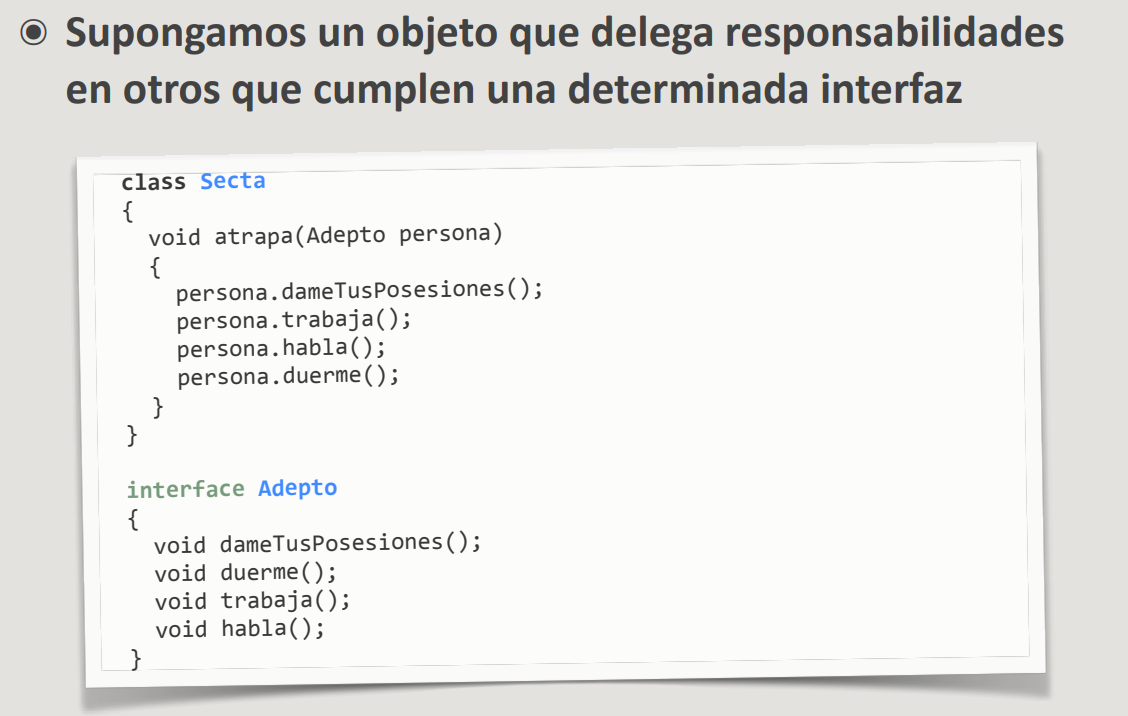 Supongamos un objeto que delega responsabilidades
en otros que cumplen una determinada interfaz
class Secta
{
  void atrapa(Adepto persona)
  {
    persona.dameTusPosesiones();
    persona.trabaja();
    persona.habla();
    persona.duerme();
  }
}

interface Adepto
{
  void dameTusPosesiones();
  void duerme();
  void trabaja();
  void habla();
}